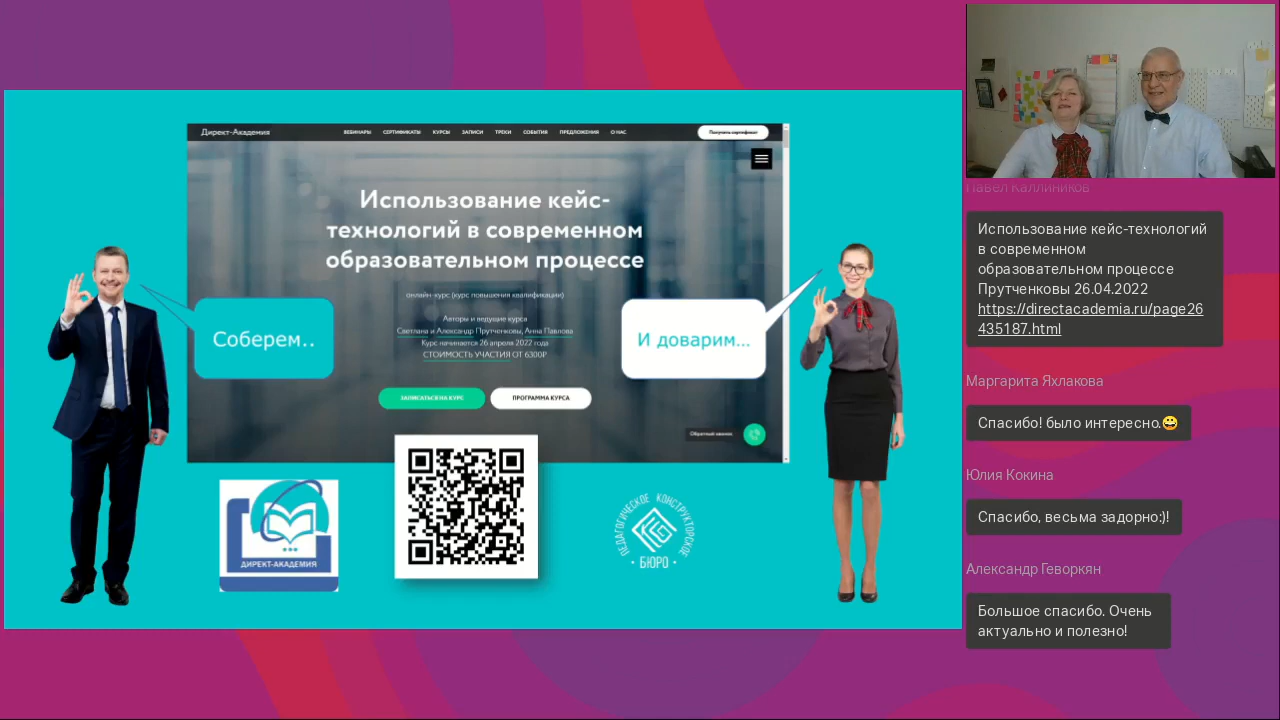 Директ-Академия
ВЕБИНАРЫ СЕРТИФИКАТЫ КУРСЫ ЗАПИСИ ТРЕКИ СОБЫТИЯ ПРЕДЛОЖЕНИЯ О НАС
Получить сертификат
Использование кейс-
технологий в современном
образовательном процессе
онлайн-курс (курс повышения квалификации)
Авторы и ведущие курса
Светлана и Александр Прутченковы, Анна Павлова
Курс начинается 26 апреля 2022 года
СТОИМОСТЬ УЧАСТИЯ ОТ 6300Р
ЗАПИСАТЬСЯ НА КУРС
ПРОГРАММА КУРСА
Обратный звонок
Соберем..
И доварим...
ДИРЕКТ-АКАДЕМИЯ
ПЕДАГОГИЧЕСКОЕ КОНСТРУКТОРСКОЕ
• БЮРО •
Павел Каллиников
Использование кейс-технологий
в современном
образовательном процессе
Прутченковы 26.04.2022
https://directacademia.ru/page26
435187.html
Маргарита Яхлакова
Спасибо! было интересно.😀
Юлия Кокина
Спасибо, весьма задорно:)!
Александр Геворкян
Большое спасибо. Очень
актуально и полезно!